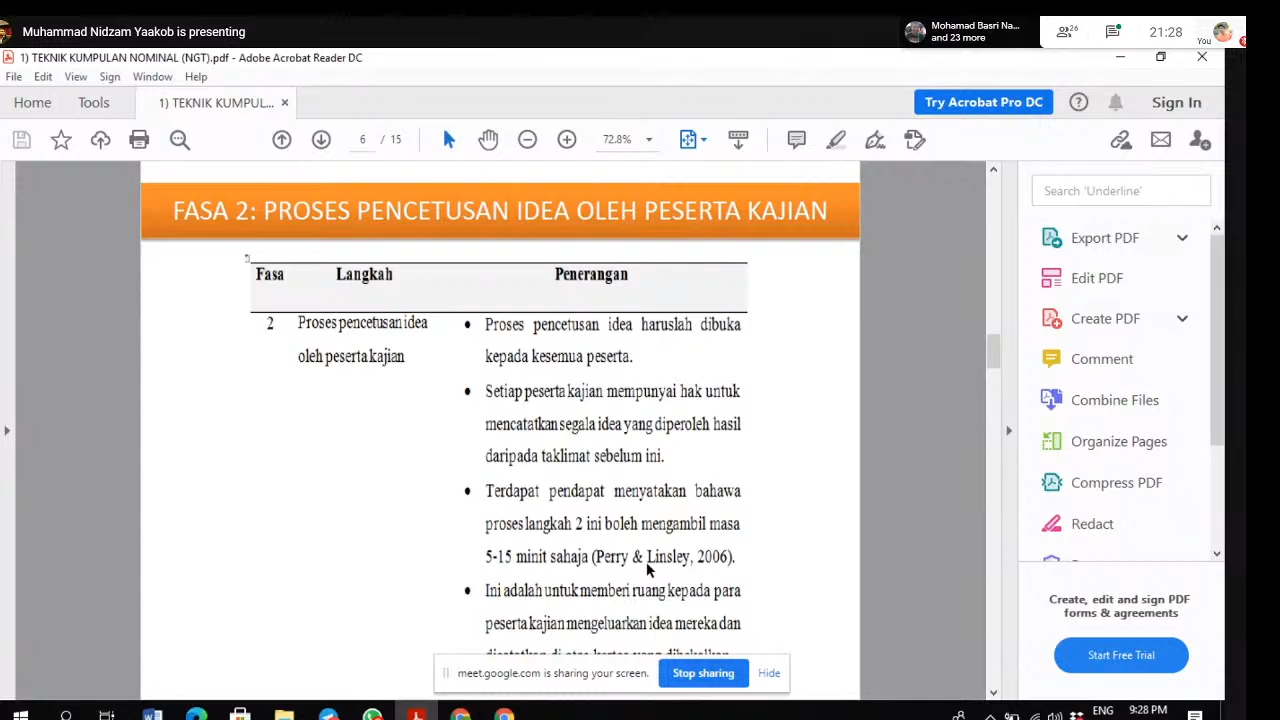 Muhammad Nidzam Yaakob is presenting
Mohamad Basri Na...
and 23 more
26
21:28
You
1) TEKNIK KUMPULAN NOMINAL (NGT).pdf - Adobe Acrobat Reader DC
File Edit View Sign Window Help
Home Tools 1) TEKNIK KUMPUL... ×
Try Acrobat Pro DC
Sign In
6 / 15
72.8%
FASA 2: PROSES PENCETUSAN IDEA OLEH PESERTA KAJIAN
Fasa Langkah Penerangan
2 Proses pencetusan idea
oleh peserta kajian
• Proses pencetusan idea haruslah dibuka
kepada kesemua peserta.
• Setiap peserta kajian mempunyai hak untuk
mencatatkan segala idea yang diperoleh hasil
daripada taklimat sebelum ini.
• Terdapat pendapat menyatakan bahawa
proses langkah 2 ini boleh mengambil masa
5-15 minit sahaja (Perry & Linsley, 2006).
• Ini adalah untuk memberi ruang kepada para
peserta kajian mengeluarkan idea mereka dan
Search 'Underline'
Export PDF
Edit PDF
Create PDF
Comment
Combine Files
Organize Pages
Compress PDF
Redact
Create, edit and sign PDF
forms & agreements
Start Free Trial
meet.google.com is sharing your screen. Stop sharing Hide
ENG 9:28 PM